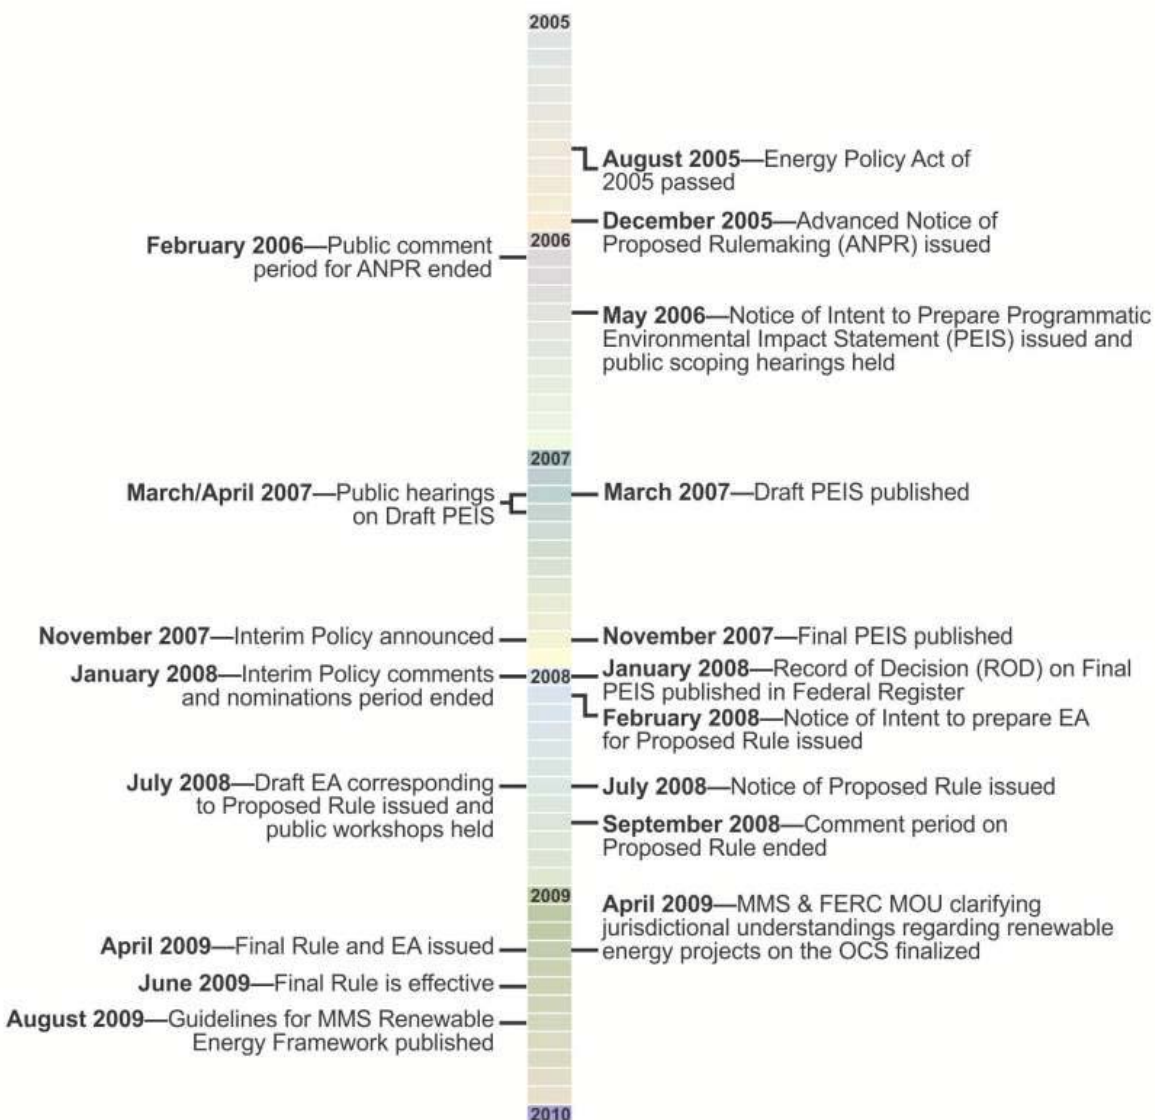 2005
August 2005—Energy Policy Act of
2005 passed
December 2005—Advanced Notice of
Proposed Rulemaking (ANPR) issued
2006
February 2006—Public comment
period for ANPR ended
May 2006—Notice of Intent to Prepare Programmatic
Environmental Impact Statement (PEIS) issued and
public scoping hearings held
2007
March/April 2007—Public hearings
on Draft PEIS
March 2007—Draft PEIS published
November 2007—Interim Policy announced
November 2007—Final PEIS published
January 2008—Interim Policy comments
and nominations period ended
2008
January 2008—Record of Decision (ROD) on Final
PEIS published in Federal Register
February 2008—Notice of Intent to prepare EA
for Proposed Rule issued
July 2008—Draft EA corresponding
to Proposed Rule issued and
public workshops held
July 2008—Notice of Proposed Rule issued
September 2008—Comment period on
Proposed Rule ended
2009
April 2009—MMS & FERC MOU clarifying
jurisdictional understandings regarding renewable
energy projects on the OCS finalized
April 2009—Final Rule and EA issued
June 2009—Final Rule is effective
August 2009—Guidelines for MMS Renewable
Energy Framework published
2010